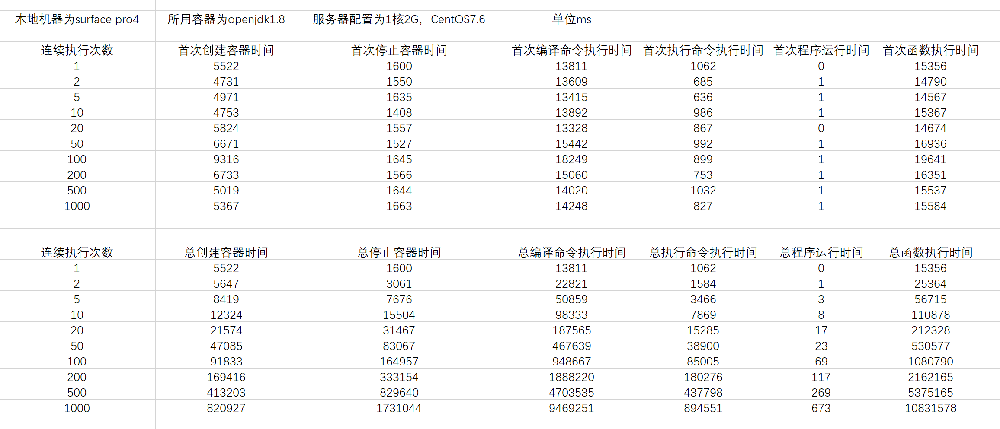 本地机器为surface pro4 所用容器为openjdk1.8 服务器配置为1核2G，CentOS7.6 单位ms
连续执行次数 首次创建容器时间 首次停止容器时间 首次编译命令执行时间 首次执行命令执行时间 首次程序运行时间 首次函数执行时间
1 5522 1600 13811 1062 0 15356
2 4731 1550 13609 685 1 14790
5 4971 1635 13415 636 1 14567
10 4753 1408 13892 986 1 15367
20 5824 1557 13328 867 0 14674
50 6671 1527 15442 992 1 16936
100 9316 1645 18249 899 1 19641
200 6733 1566 15060 753 1 16351
500 5019 1644 14020 1032 1 15537
1000 5367 1663 14248 827 1 15584
连续执行次数 总创建容器时间 总停止容器时间 总编译命令执行时间 总执行命令执行时间 总程序运行时间 总函数执行时间
1 5522 1600 13811 1062 0 15356
2 5647 3061 22821 1584 1 25364
5 8419 7676 50859 3466 3 56715
10 12324 15504 98333 7869 8 110878
20 21574 31467 187565 15285 17 212328
50 47085 83067 467639 38900 23 530577
100 91833 164957 948667 85005 69 1080790
200 169416 333154 1888220 180276 117 2162165
500 413203 829640 4703535 437798 269 5375165
1000 820927 1731044 9469251 894551 673 10831578